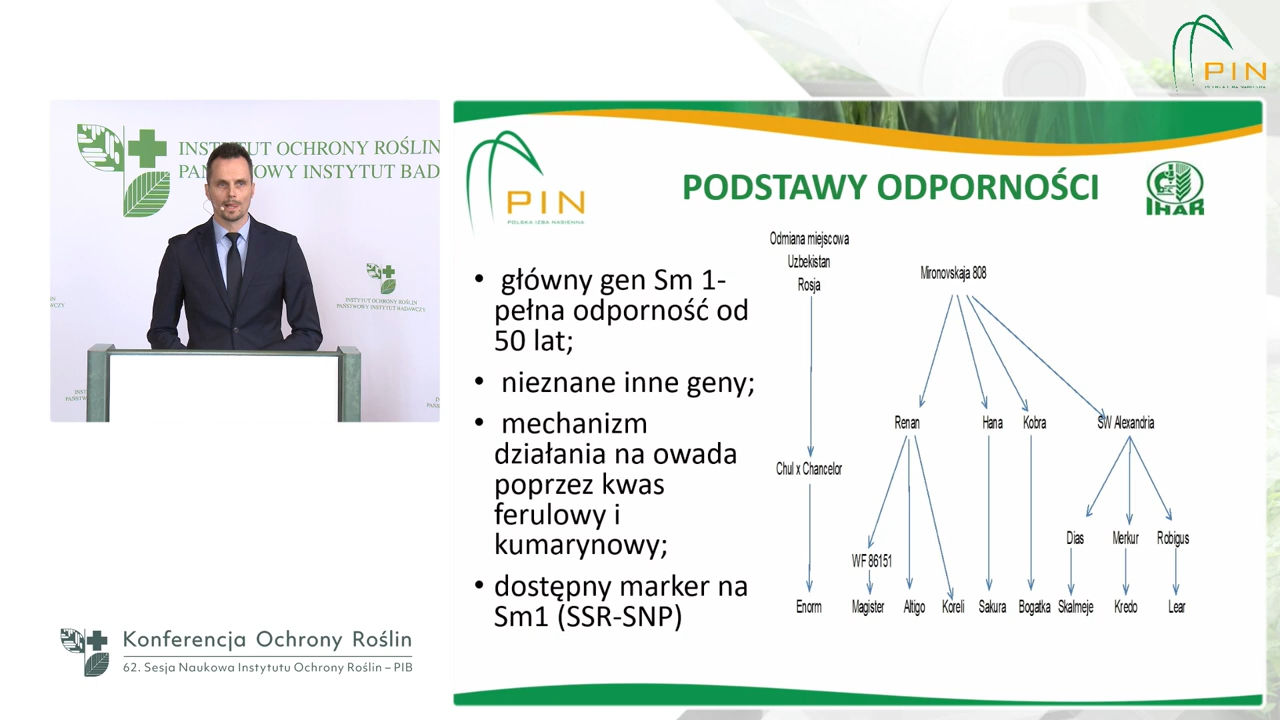 PIN
INSTYTUT OCHRONY ROŚLIN
PAŃSTWOWY INSTYTUT BAD
INSTYTUT OCHRONY ROŚLIN
PAŃSTWOWY INSTYTUT BADAWCZY
Konferencja Ochrony Roślin
62. Sesja Naukowa Instytutu Ochrony Roślin – PIB
PIN
POLSKA IZBA NASIENNA
PODSTAWY ODPORNOŚCI
IHAR
• główny gen Sm 1-
pełna odporność od
50 lat;
• nieznane inne geny;
• mechanizm
działania na owada
poprzez kwas
ferulowy i
kumarynowy;
• dostępny marker na
Sm1 (SSR-SNP)
Odmiana miejscowa
Uzbekistan
Rosja
Mironovskaja 808
Renan
Hana
Kobra
SW Alexandria
Chul x Chancelor
Dias
Merkur
Robigus
WF 86151
Enorm
Magister
Altigo
Koreli
Sakura
Bogatka
Skalmeje
Kredo
Lear